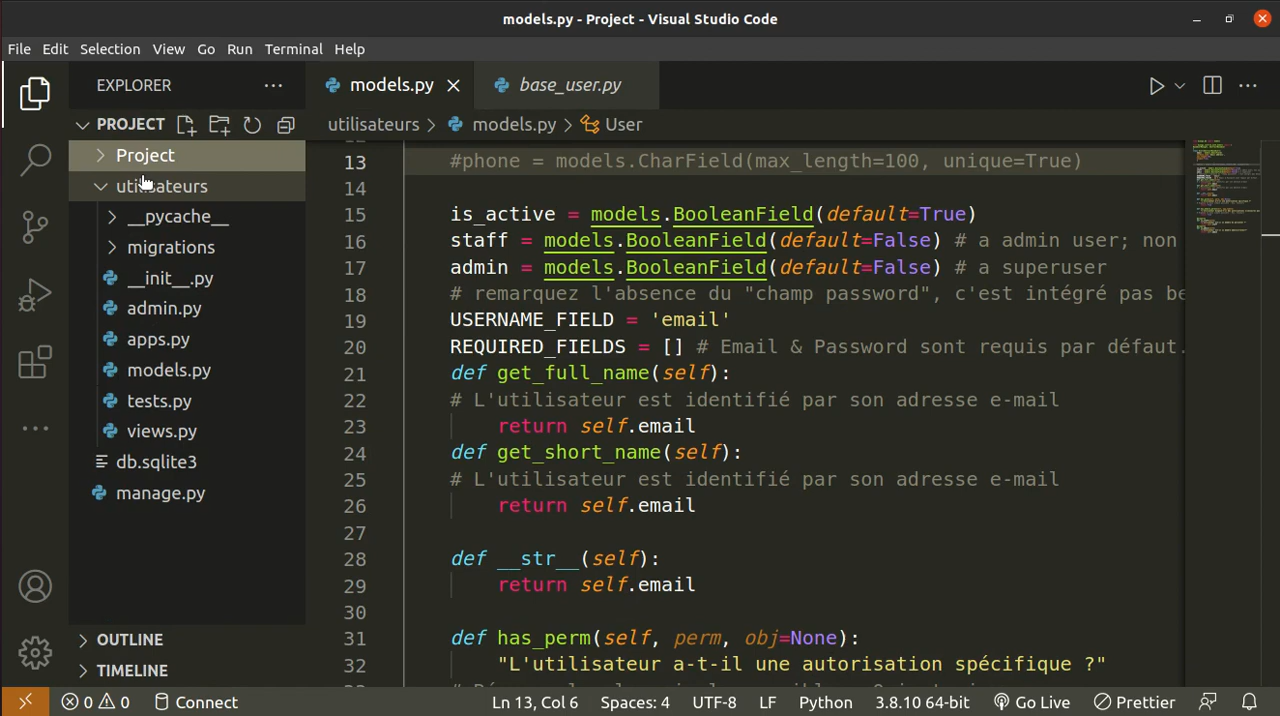 models.py - Project - Visual Studio Code
File Edit Selection View Go Run Terminal Help
EXPLORER
PROJECT
Project
utilisateurs
__pycache__
migrations
__init__.py
admin.py
apps.py
models.py
tests.py
views.py
db.sqlite3
manage.py
OUTLINE
TIMELINE
models.py base_user.py
utilisateurs > models.py > User
13 #phone = models.CharField(max_length=100, unique=True)
14
15 is_active = models.BooleanField(default=True)
16 staff = models.BooleanField(default=False) # a admin user; non
17 admin = models.BooleanField(default=False) # a superuser
18 # remarquez l'absence du "champ password", c'est intégré pas be
19 USERNAME_FIELD = 'email'
20 REQUIRED_FIELDS = [] # Email & Password sont requis par défaut.
21 def get_full_name(self):
22 # L'utilisateur est identifié par son adresse e-mail
23 return self.email
24 def get_short_name(self):
25 # L'utilisateur est identifié par son adresse e-mail
26 return self.email
27
28 def __str__(self):
29 return self.email
30
31 def has_perm(self, perm, obj=None):
32 "L'utilisateur a-t-il une autorisation spécifique ?"
0 0 Connect Ln 13, Col 6 Spaces: 4 UTF-8 LF Python 3.8.10 64-bit Go Live Prettier